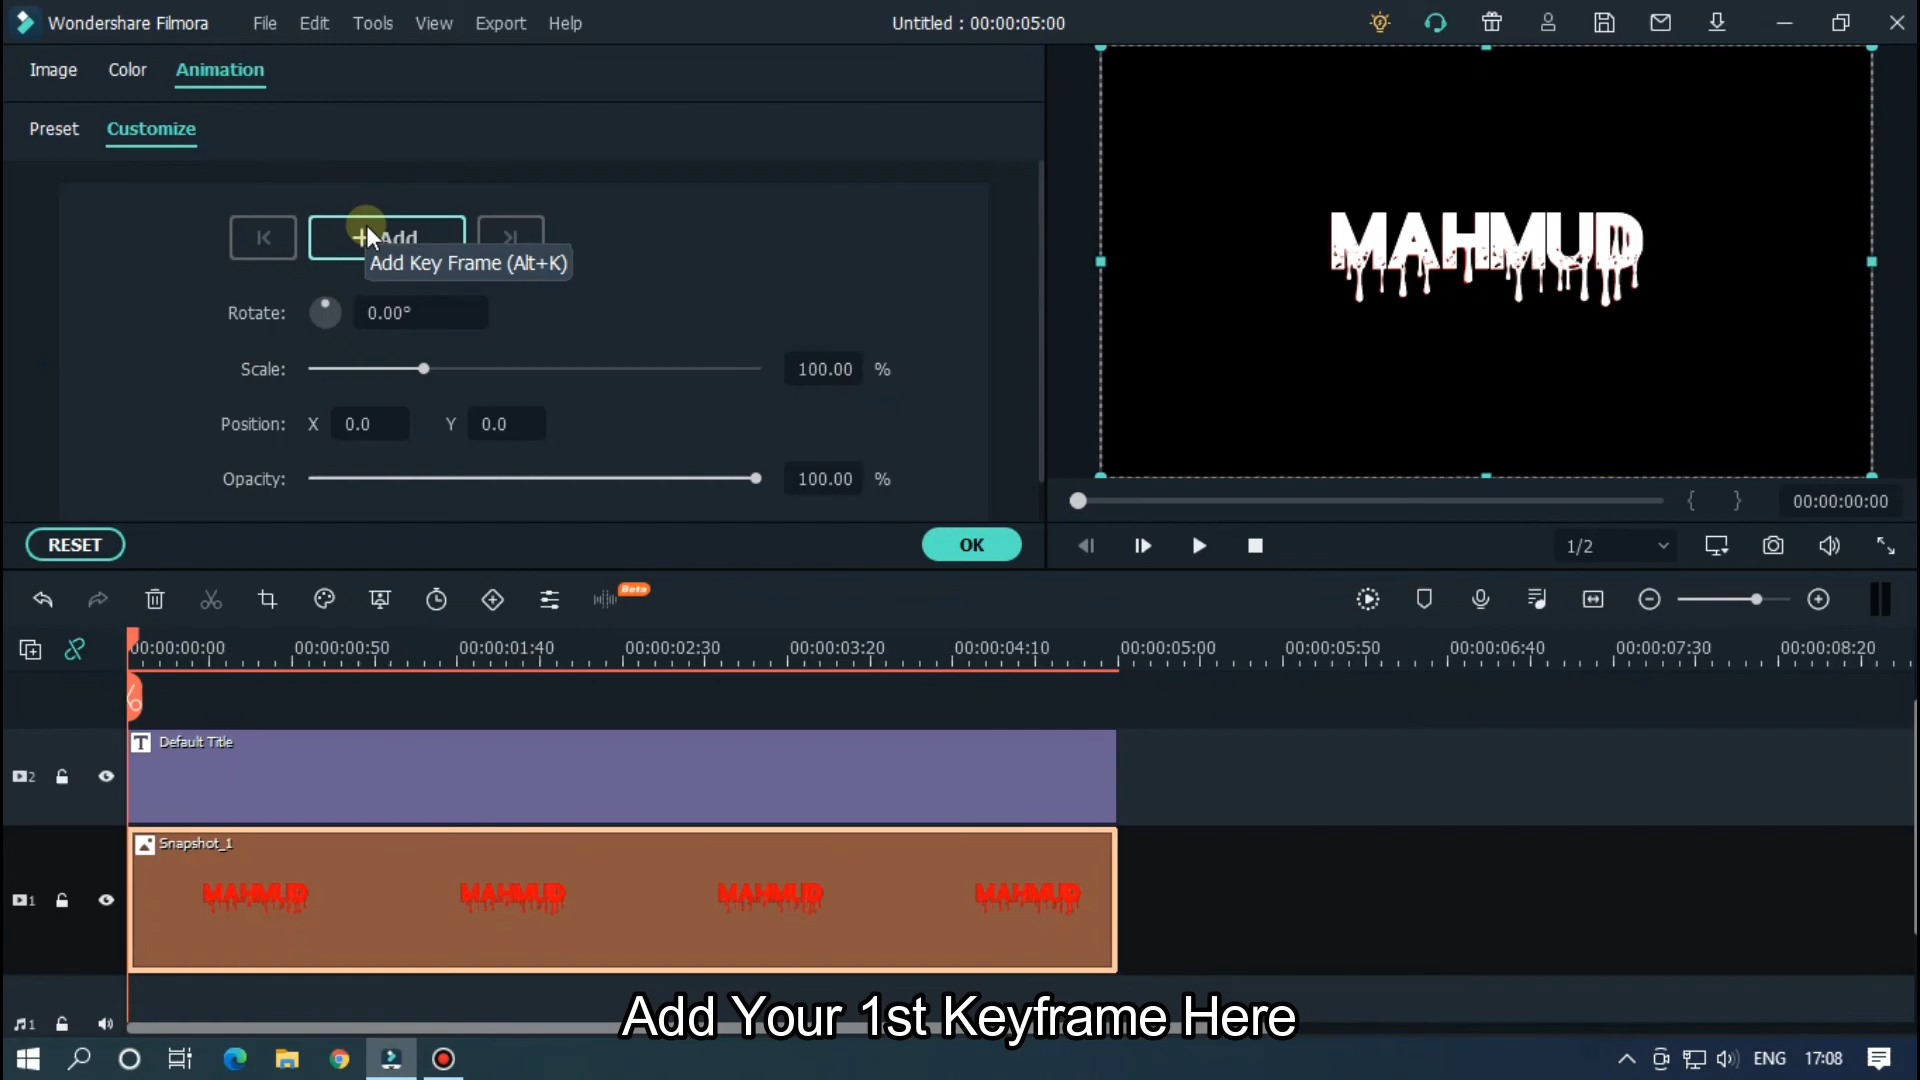 Wondershare Filmora File Edit Tools View Export Help Untitled : 00:00:05:00
Image Color Animation
Preset Customize
Add
Add Key Frame (Alt+K)
Rotate: 0.00°
Scale: 100.00 %
Position: X 0.0 Y 0.0
Opacity: 100.00 %
RESET OK
MAHMUD
{ } 00:00:00:00
1/2
Beta
00:00:00:00 00:00:00:50 00:00:01:40 00:00:02:30 00:00:03:20 00:00:04:10 00:00:05:00 00:00:05:50 00:00:06:40 00:00:07:30 00:00:08:20
T Default Title
2
Snapshot_1
1
MAHMUD MAHMUD MAHMUD MAHMUD
1
Add Your 1st Keyframe Here
ENG 17:08